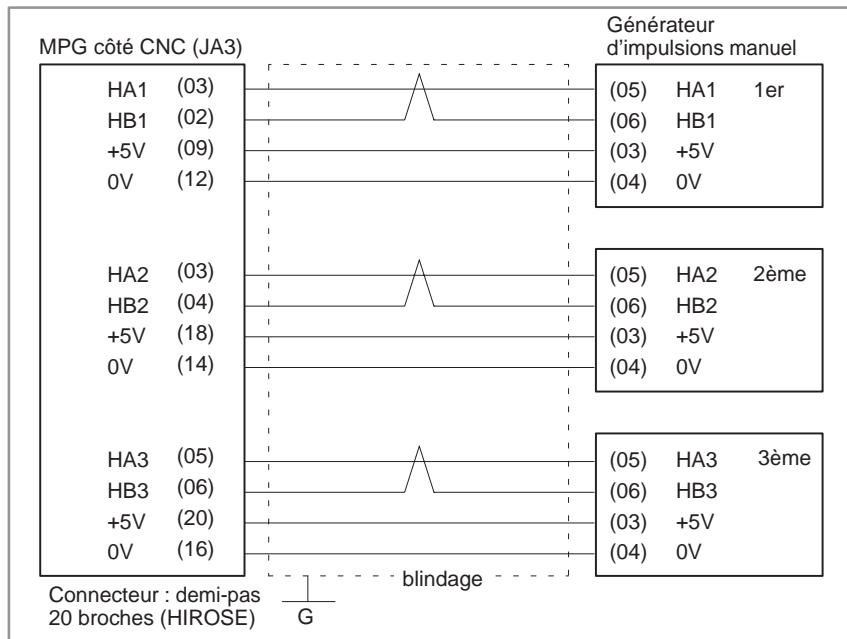 MPG côté CNC (JA3)
Générateur
d'impulsions manuel
HA1 (03) (05) HA1 1er
HB1 (02) (06) HB1
+5V (09) (03) +5V
0V (12) (04) 0V
HA2 (03) (05) HA2 2ème
HB2 (04) (06) HB2
+5V (18) (03) +5V
0V (14) (04) 0V
HA3 (05) (05) HA3 3ème
HB3 (06) (06) HB3
+5V (20) (03) +5V
0V (16) (04) 0V
blindage
Connecteur : demi-pas
20 broches (HIROSE)
G